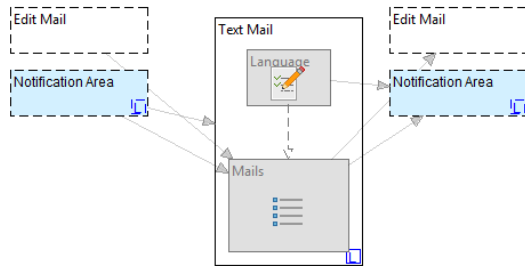 Edit Mail
Notification Area
L
Text Mail
Language
Mails
L
Edit Mail
Notification Area
L